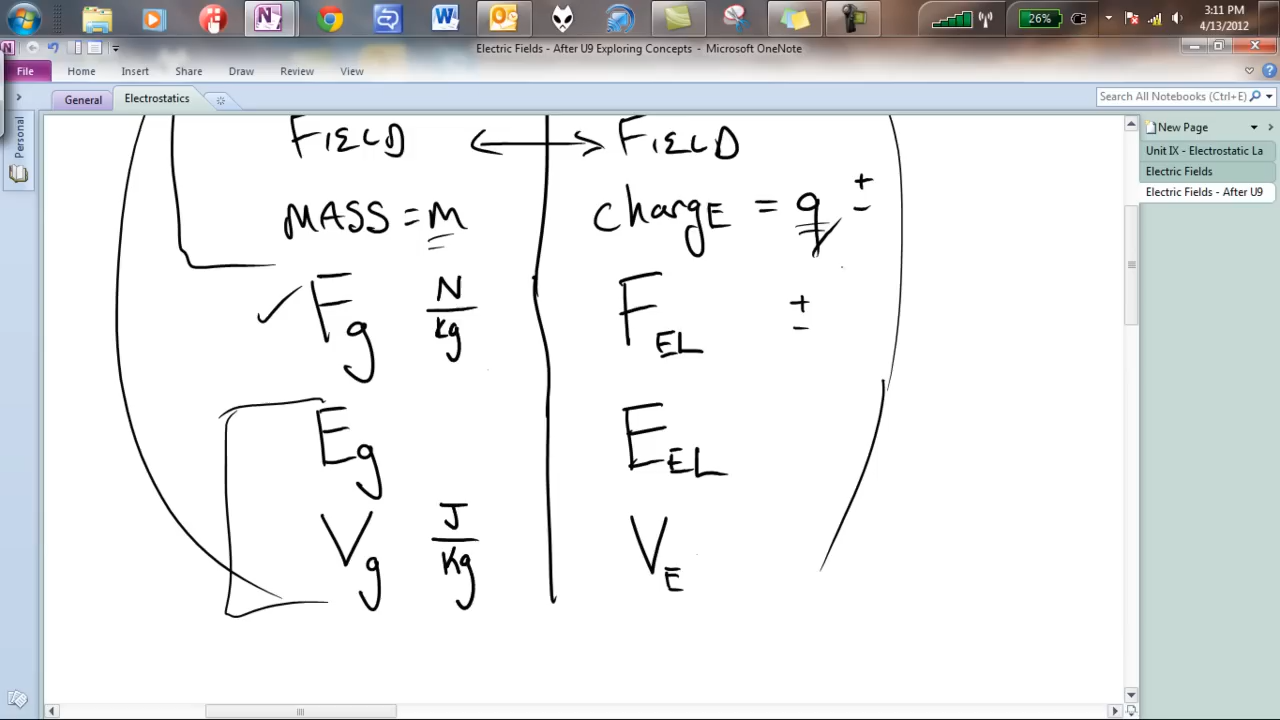 3:11 PM
26%
4/13/2012
Electric Fields - After U9 Exploring Concepts - Microsoft OneNote
File Home Insert Share Draw Review View
General Electrostatics
Search All Notebooks (Ctrl+E)
Personal
New Page
Unit IX - Electrostatic La
Electric Fields
Electric Fields - After U9
FIELD ↔ FIELD
MASS = m chargE = q ±
✓ Fg N/kg FEL ±
Eg EEL
Vg J/kg VE